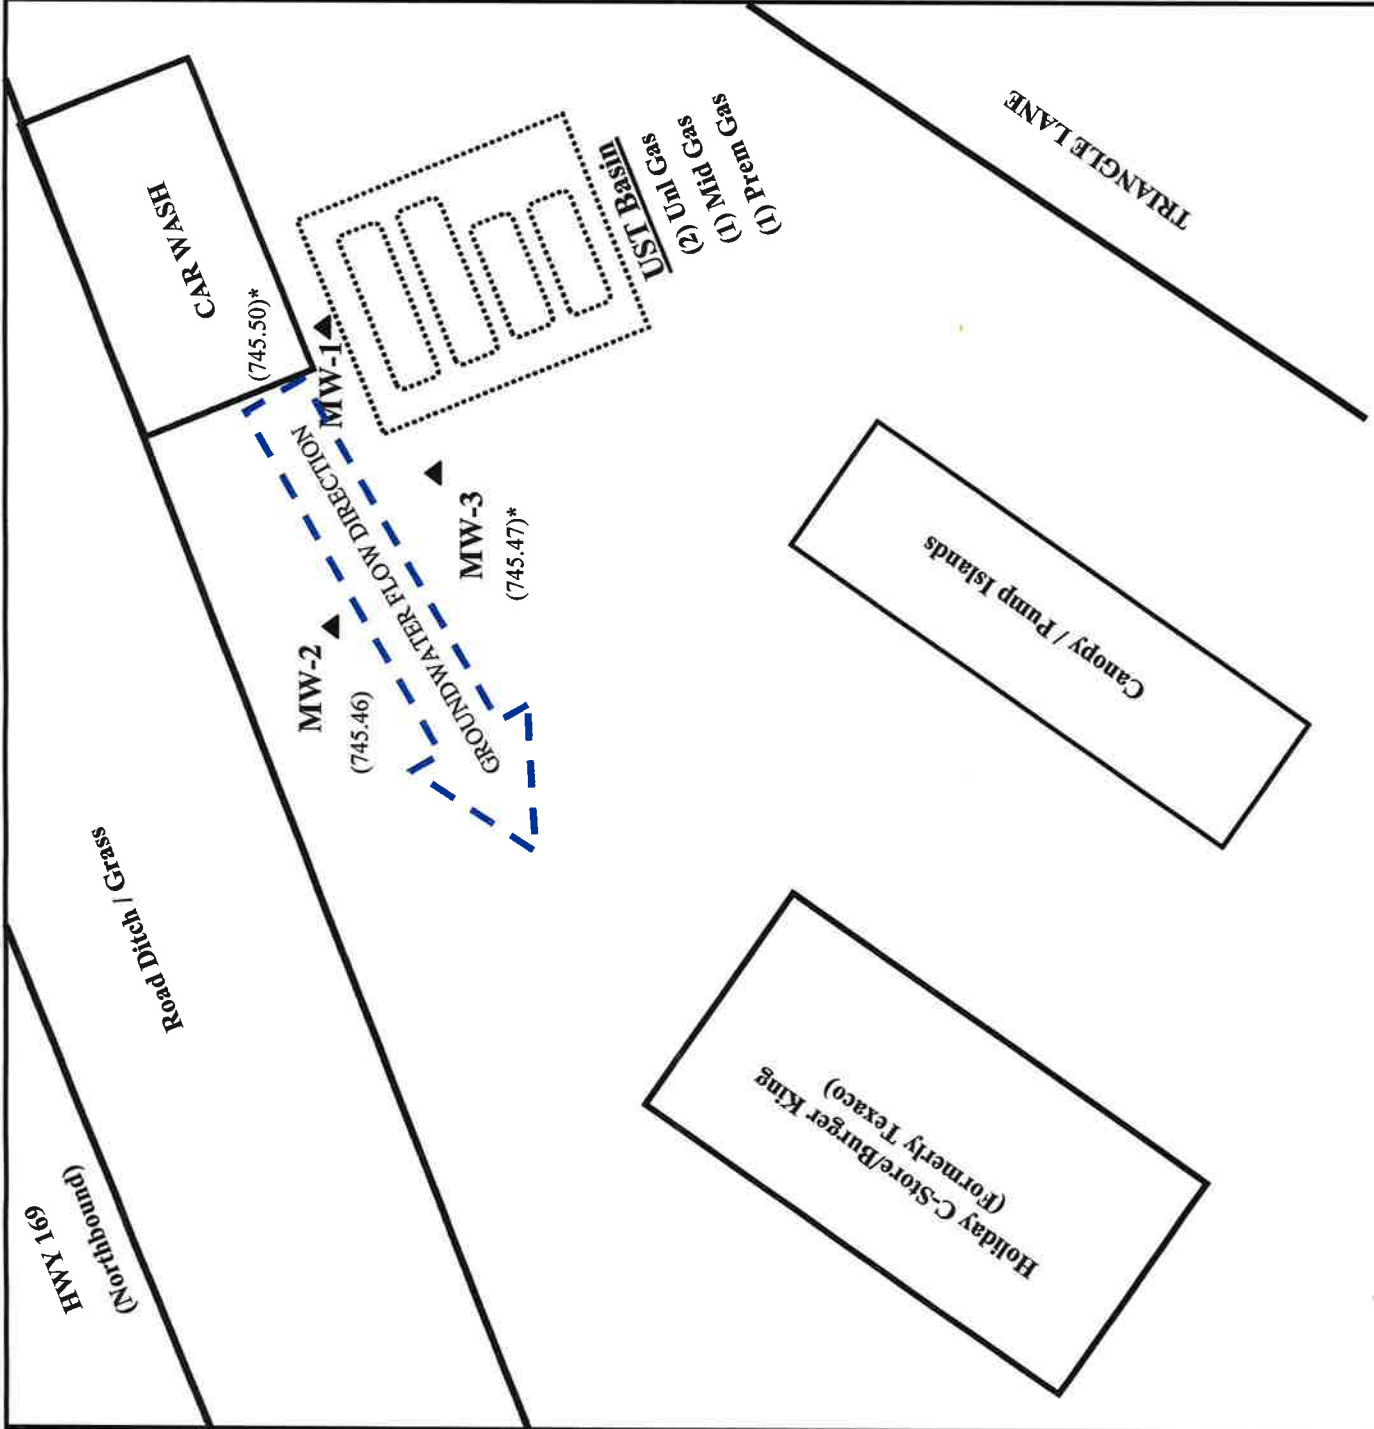 HWY 169
(Northbound)
Road Ditch / Grass
CAR WASH
(745.50)*
MW-1
GROUNDWATER FLOW DIRECTION
MW-2
(745.46)
MW-3
(745.47)*
UST Basin
(2) Unl Gas
(1) Mid Gas
(1) Prem Gas
TRIANGLE LANE
Canopy / Pump Islands
Holiday C-Store/Burger King
(Formerly Texaco)